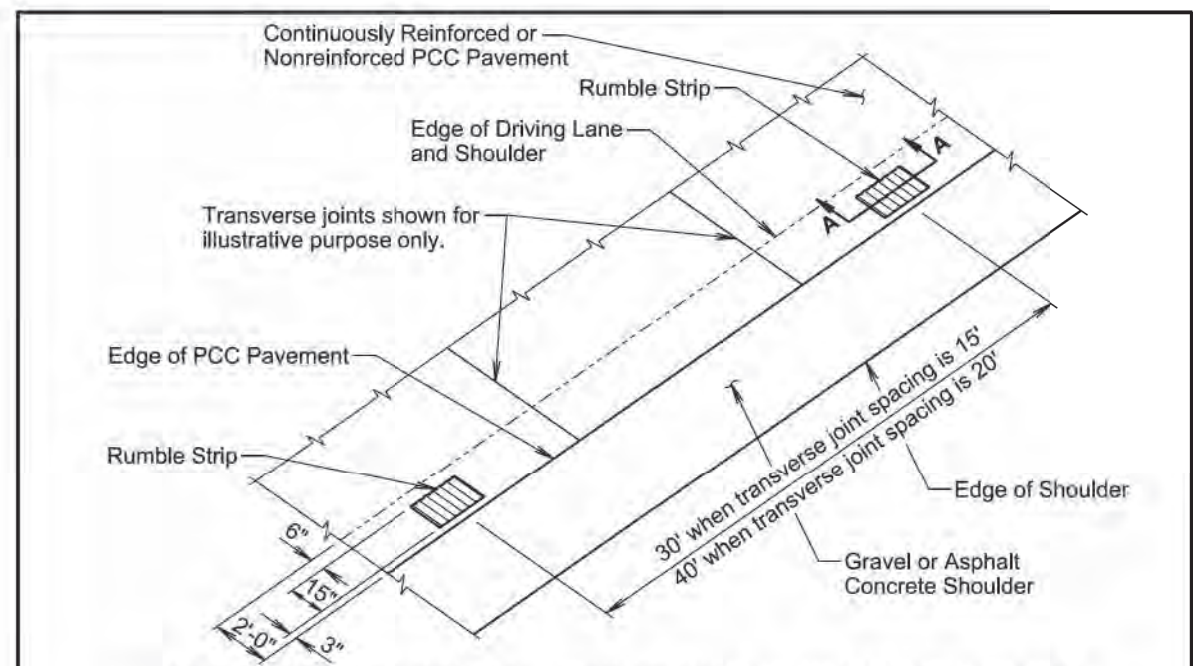 Continuously Reinforced or
Nonreinforced PCC Pavement
Rumble Strip
Edge of Driving Lane
and Shoulder
A
A
Transverse joints shown for
illustrative purpose only.
Edge of PCC Pavement
Rumble Strip
30' when transverse joint spacing is 15'
40' when transverse joint spacing is 20'
Edge of Shoulder
Gravel or Asphalt
Concrete Shoulder
6"
15"
2'-0"
3"